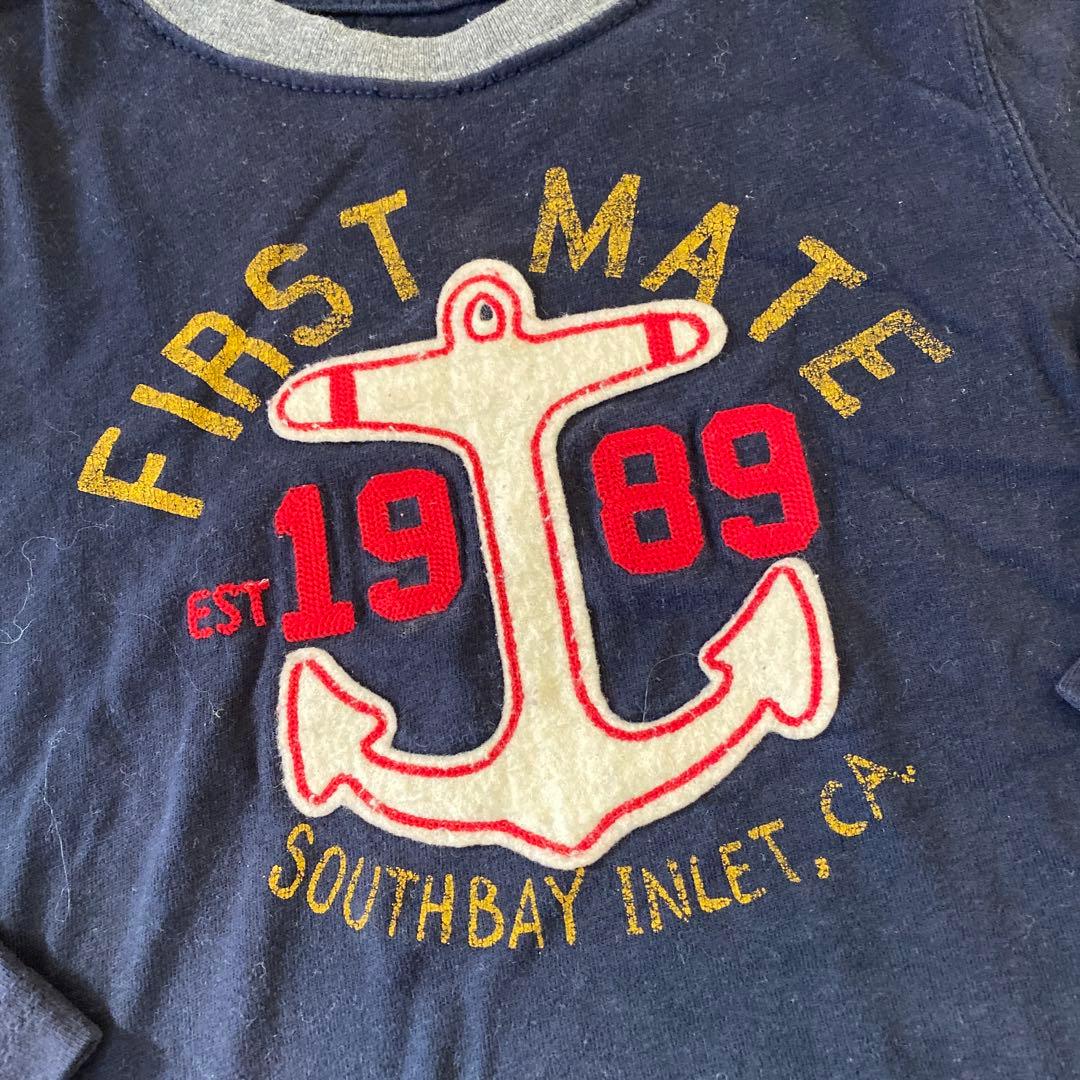 FIRST MATE
EST 1989
SOUTHBAY INLET, CA.